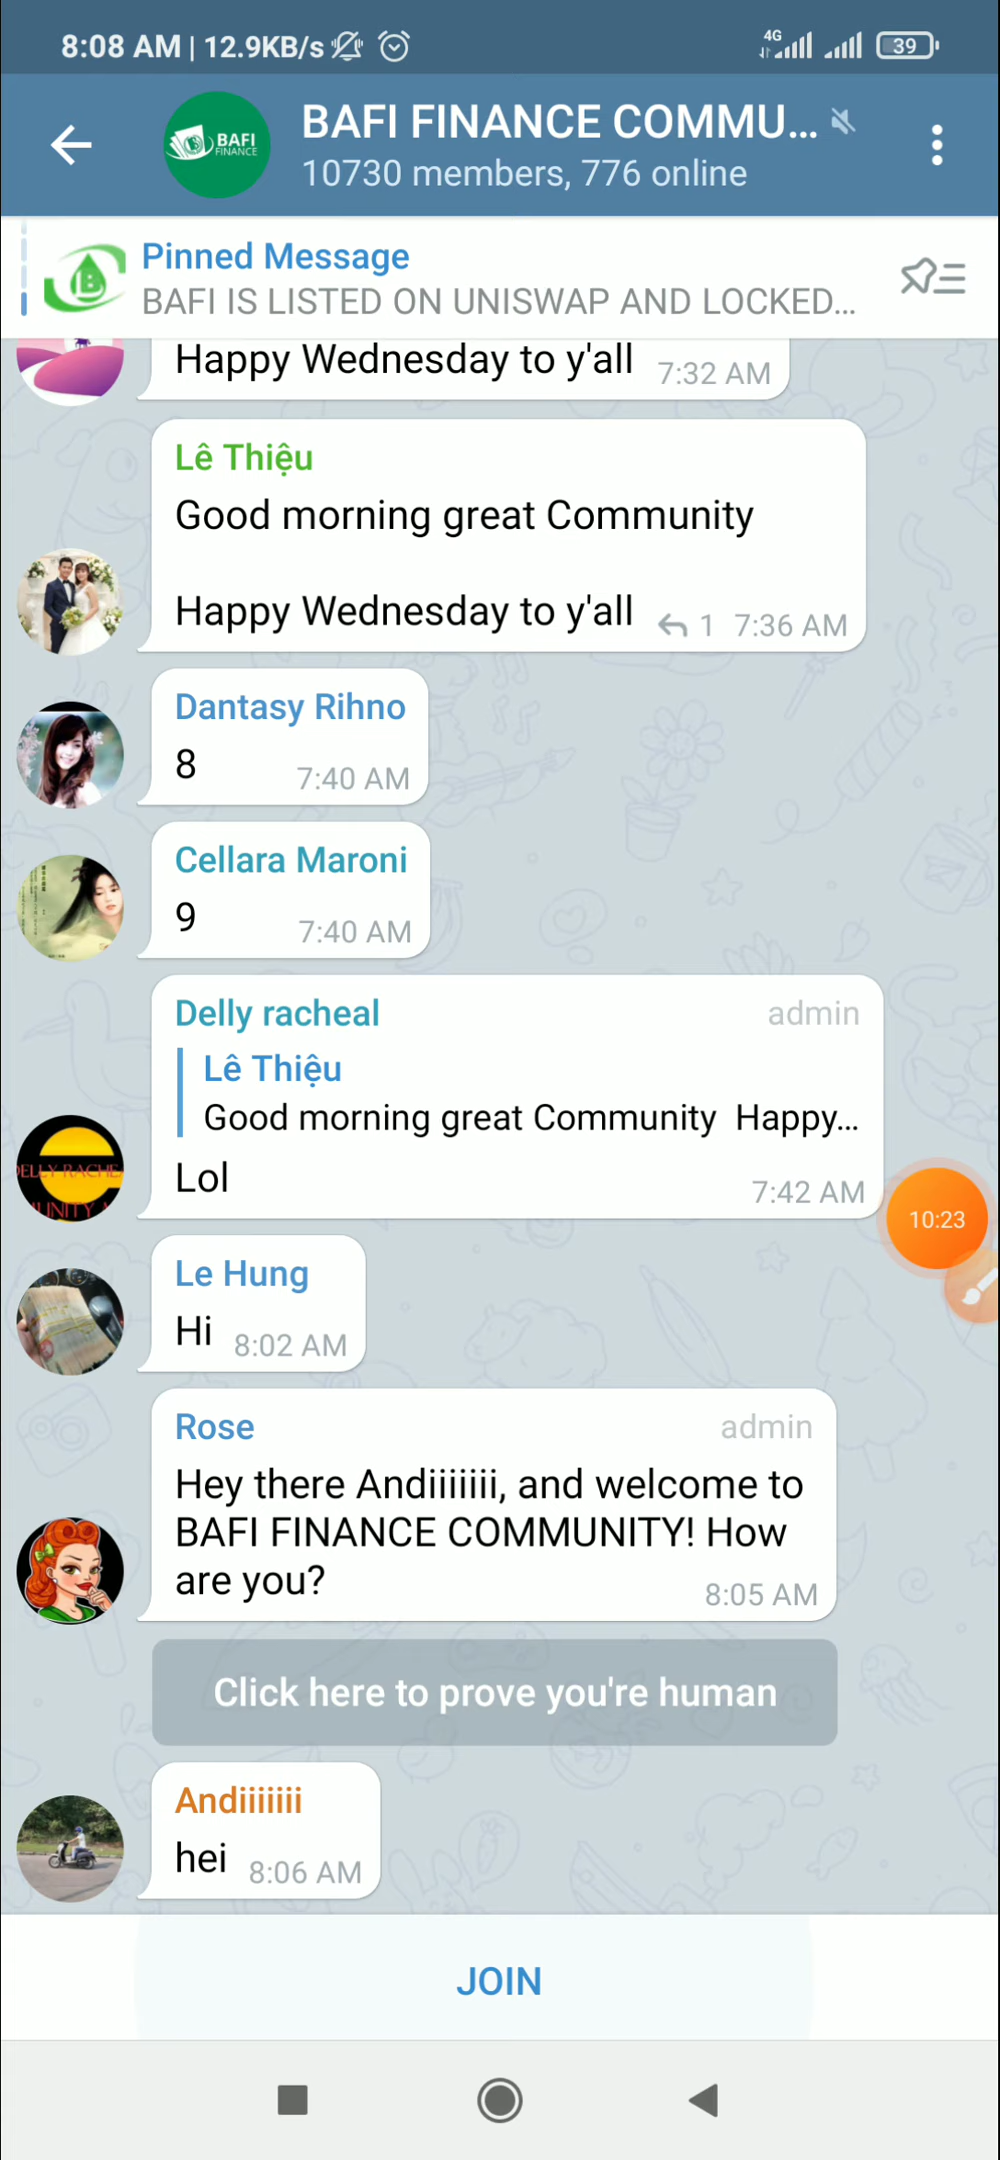 8:08 AM | 12.9KB/s
4G
39
BAFI
FINANCE
BAFI FINANCE COMMU...
10730 members, 776 online
Pinned Message
BAFI IS LISTED ON UNISWAP AND LOCKED...
Happy Wednesday to y'all 7:32 AM
Lê Thiệu
Good morning great Community
Happy Wednesday to y'all 1 7:36 AM
Dantasy Rihno
8 7:40 AM
Cellara Maroni
9 7:40 AM
Delly racheal admin
Lê Thiệu
Good morning great Community Happy...
Lol
7:42 AM
10:23
Le Hung
Hi 8:02 AM
Rose admin
Hey there Andiiiiiii, and welcome to
BAFI FINANCE COMMUNITY! How
are you?
8:05 AM
Click here to prove you're human
Andiiiiiii
hei 8:06 AM
JOIN